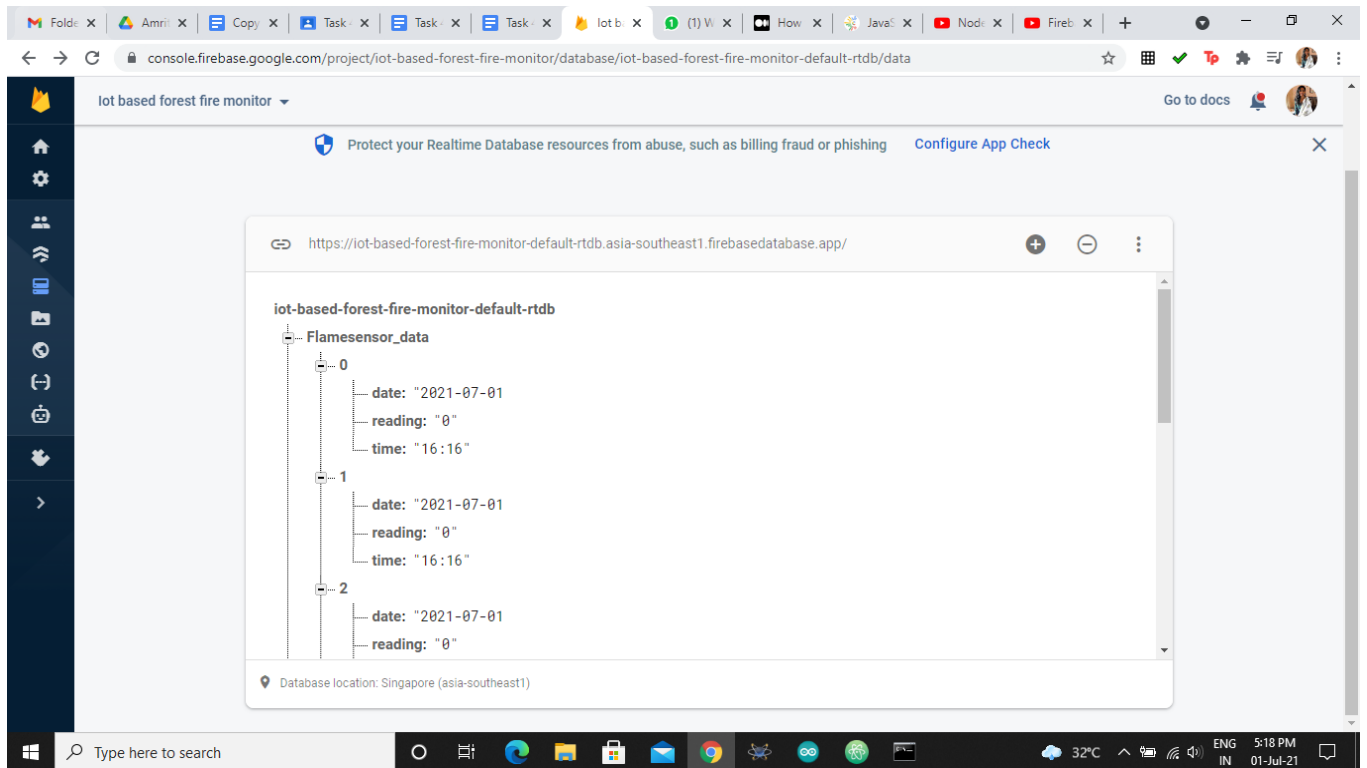 Folde
Amrit
Copy
Task
Task
Task
Iot b
(1) W
How
JavaS
Node
Fireb
console.firebase.google.com/project/iot-based-forest-fire-monitor/database/iot-based-forest-fire-monitor-default-rtdb/data
Tp
Iot based forest fire monitor
Go to docs
Protect your Realtime Database resources from abuse, such as billing fraud or phishing Configure App Check
https://iot-based-forest-fire-monitor-default-rtdb.asia-southeast1.firebasedatabase.app/
iot-based-forest-fire-monitor-default-rtdb
Flamesensor_data
0
date: "2021-07-01
reading: "0"
time: "16:16"
1
date: "2021-07-01
reading: "0"
time: "16:16"
2
date: "2021-07-01
reading: "0"
Database location: Singapore (asia-southeast1)
Type here to search
32°C
ENG
IN
5:18 PM
01-Jul-21